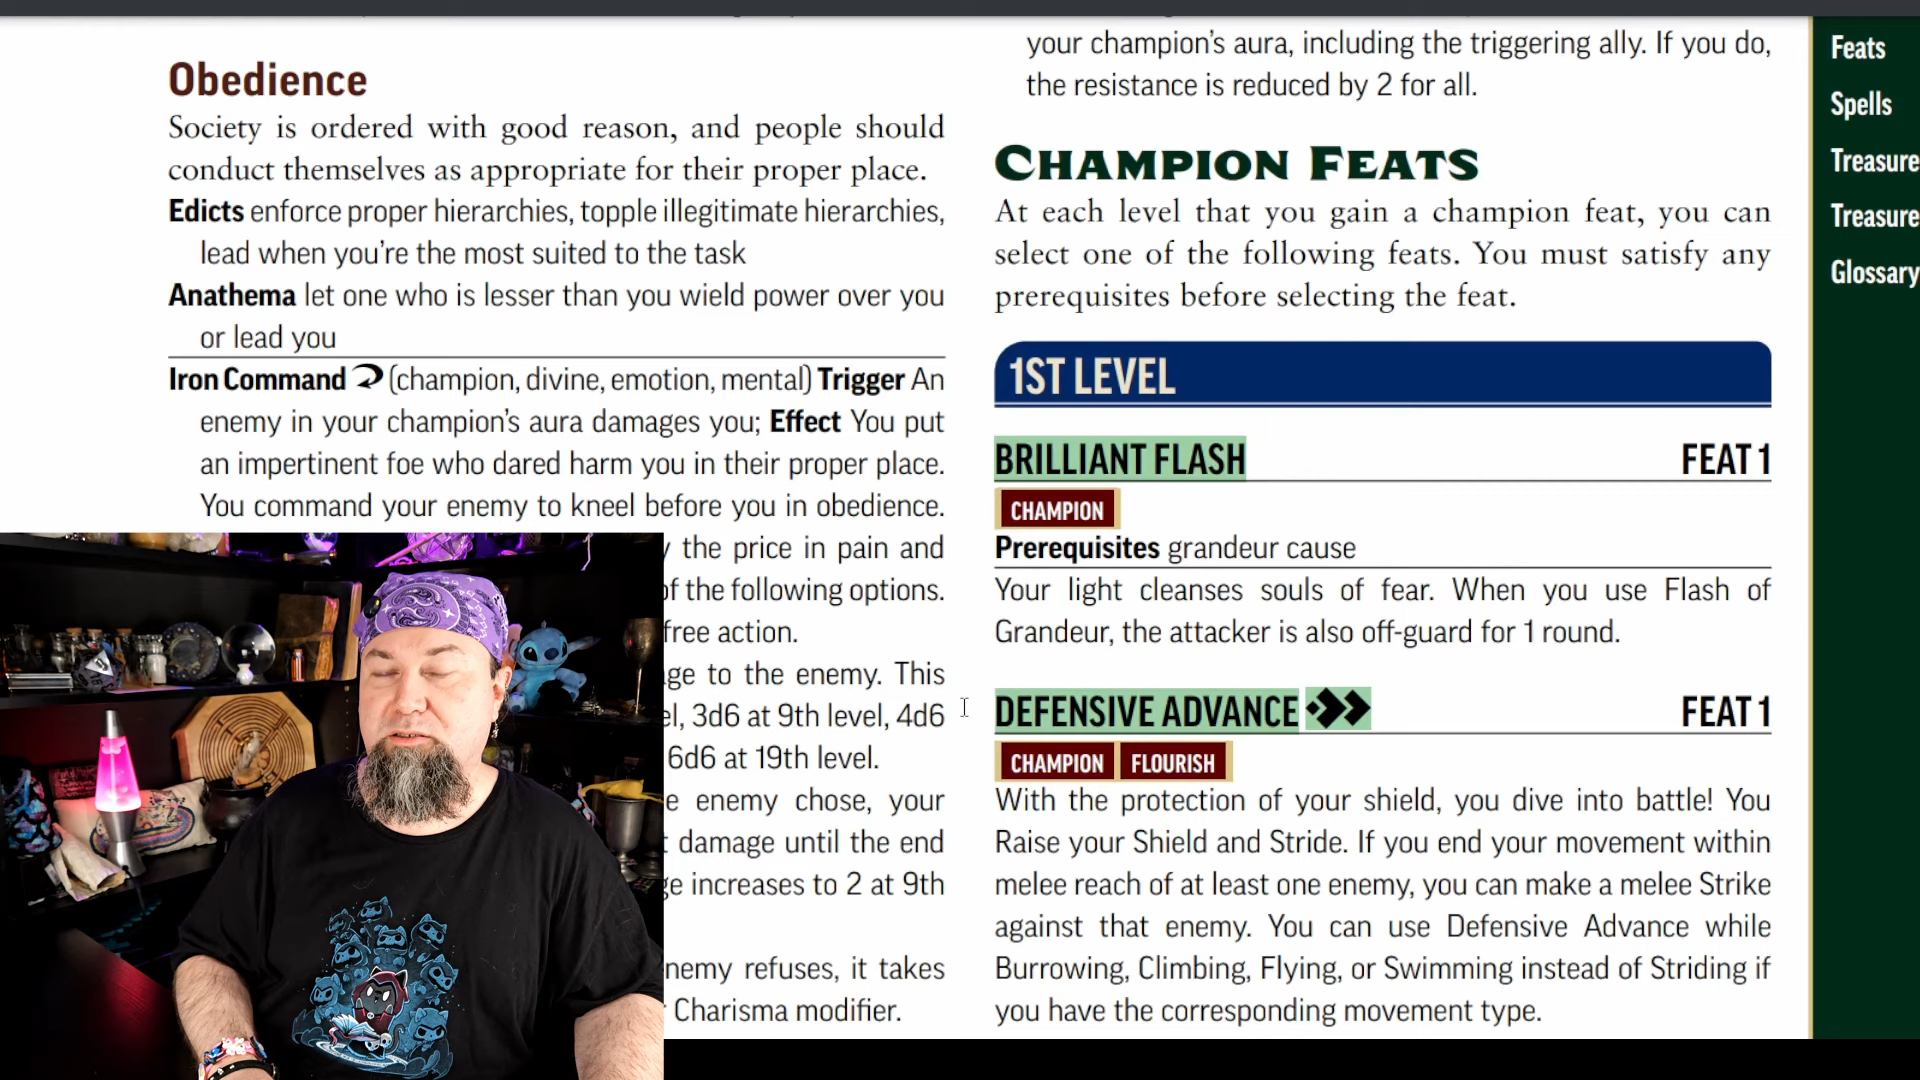 your champion's aura, including the triggering ally. If you do,
the resistance is reduced by 2 for all.
Obedience
Society is ordered with good reason, and people should
conduct themselves as appropriate for their proper place.
Edicts enforce proper hierarchies, topple illegitimate hierarchies,
lead when you're the most suited to the task
Anathema let one who is lesser than you wield power over you
or lead you
Iron Command (champion, divine, emotion, mental) Trigger An
enemy in your champion's aura damages you; Effect You put
an impertinent foe who dared harm you in their proper place.
You command your enemy to kneel before you in obedience.
the price in pain and
of the following options.
free action.
ge to the enemy. This
el, 3d6 at 9th level, 4d6
6d6 at 19th level.
e enemy chose, your
damage until the end
ge increases to 2 at 9th
nemy refuses, it takes
Charisma modifier.
CHAMPION FEATS
At each level that you gain a champion feat, you can
select one of the following feats. You must satisfy any
prerequisites before selecting the feat.
1ST LEVEL
BRILLIANT FLASH FEAT 1
CHAMPION
Prerequisites grandeur cause
Your light cleanses souls of fear. When you use Flash of
Grandeur, the attacker is also off-guard for 1 round.
DEFENSIVE ADVANCE FEAT 1
CHAMPION FLOURISH
With the protection of your shield, you dive into battle! You
Raise your Shield and Stride. If you end your movement within
melee reach of at least one enemy, you can make a melee Strike
against that enemy. You can use Defensive Advance while
Burrowing, Climbing, Flying, or Swimming instead of Striding if
you have the corresponding movement type.
Feats
Spells
Treasure
Treasure
Glossary